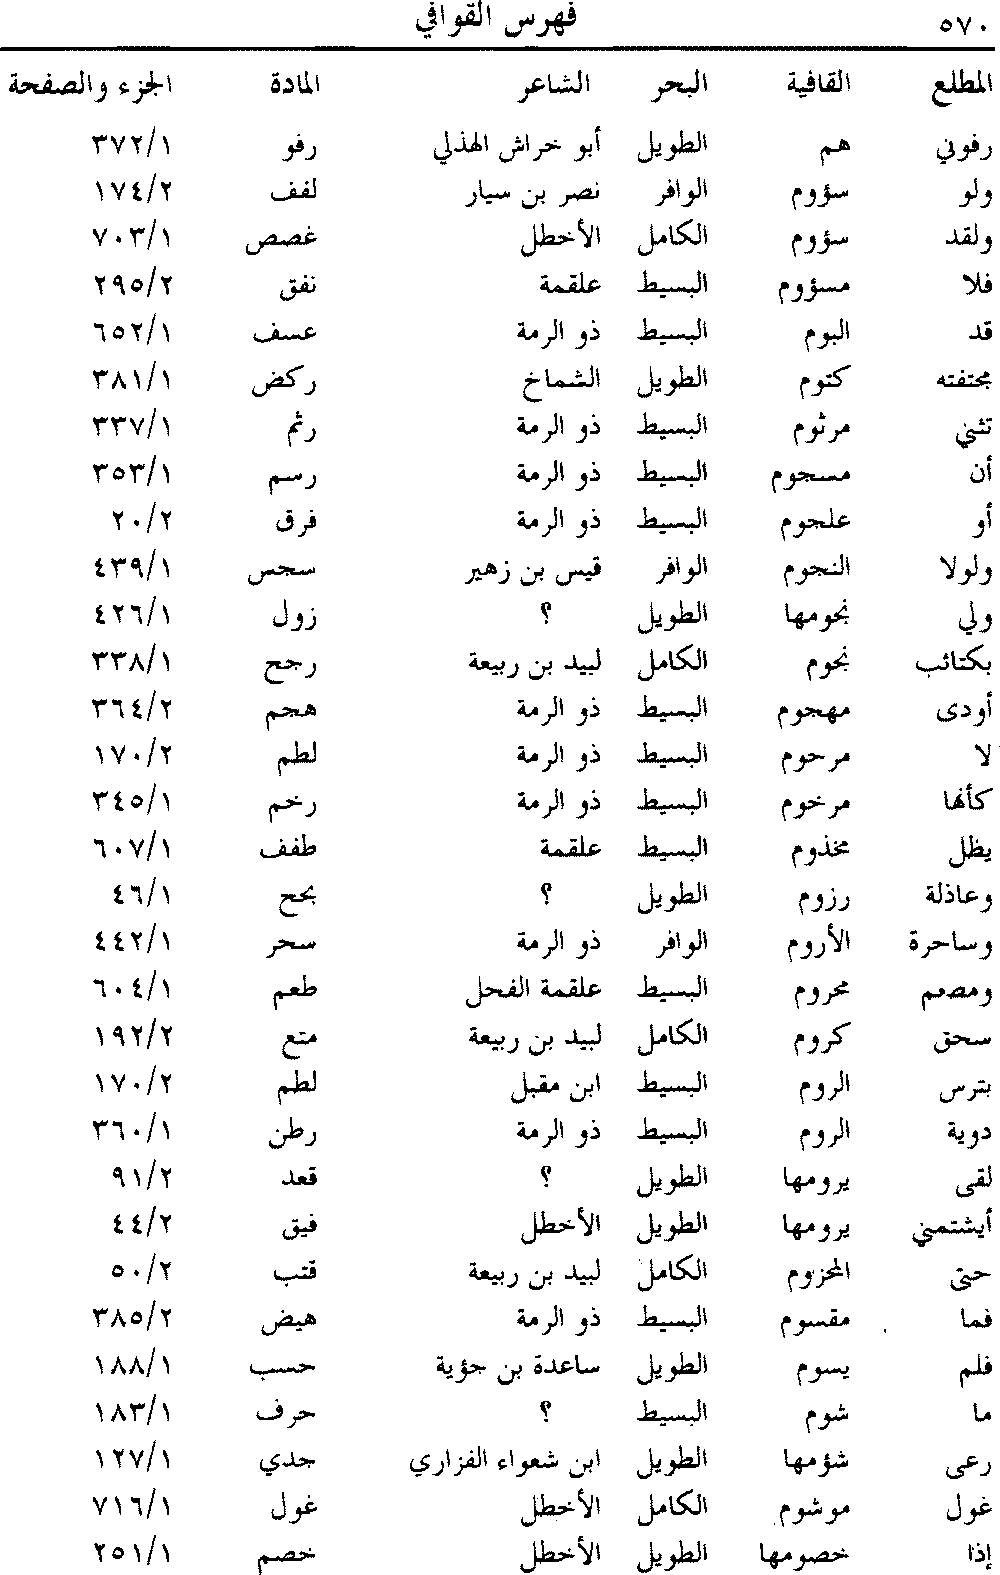 ٥٧٠ فهرس القوافي
المطلع القافية البحر الشاعر المادة الجزء والصفحة
رفوني هم الطويل أبو خراش الهذلي رفو ٣٧٢/١
ولو سؤوم الوافر نصر بن سيار لفف ١٧٤/٢
ولقد سؤوم الكامل الأخطل غصص ٧٠٣/١
فلا مسؤوم البسيط علقمة نفق ٢٩٥/٢
قد البوم البسيط ذو الرمة عسف ٦٥٢/١
مجتفته كتوم الطويل الشماخ ركض ٣٨١/١
تثني مرثوم البسيط ذو الرمة رثم ٣٣٧/١
أن مسجوم البسيط ذو الرمة رسم ٣٥٣/١
أو علجوم البسيط ذو الرمة فرق ٢٠/٢
ولولا النجوم الوافر قيس بن زهير سجس ٤٣٩/١
ولي نجومها الطويل ؟ زول ٤٢٦/١
بكتائب نجوم الكامل لبيد بن ربيعة رجح ٣٣٨/١
أودى مهجوم البسيط ذو الرمة هجم ٣٦٤/٢
لا مرحوم البسيط ذو الرمة لطم ١٧٠/٢
كأنها مرخوم البسيط ذو الرمة رخم ٣٤٥/١
يظل مخذوم البسيط علقمة طفف ٦٠٧/١
وعاذلة رزوم الطويل ؟ بحح ٤٦/١
وساحرة الأروم الوافر ذو الرمة سحر ٤٤٢/١
ومصعم محروم البسيط علقمة الفحل طعم ٦٠٤/١
سحق كروم الكامل لبيد بن ربيعة متع ١٩٢/٢
بترس الروم البسيط ابن مقبل لطم ١٧٠/٢
دوية الروم البسيط ذو الرمة رطن ٣٦٠/١
لقى يرومها الطويل ؟ قعد ٩١/٢
أيشتمني يرومها الطويل الأخطل فيق ٤٤/٢
حتى المحزوم الكامل لبيد بن ربيعة قتب ٥٠/٢
فما مقسوم البسيط ذو الرمة هيض ٣٨٥/٢
فلم يسوم الطويل ساعدة بن جؤية حسب ١٨٨/١
ما شوم البسيط ؟ حرف ١٨٣/١
رعى شؤمها الطويل ابن شعواء الفزاري جدي ١٢٧/١
غول موشوم الكامل الأخطل غول ٧١٦/١
إذا خصومها الطويل الأخطل خصم ٢٥١/١